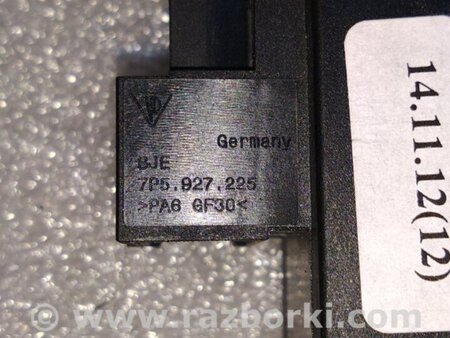 Germany
BJE
7P5.927.225
>PA6 GF30<
14.11.12(12)
© www.razborki.com